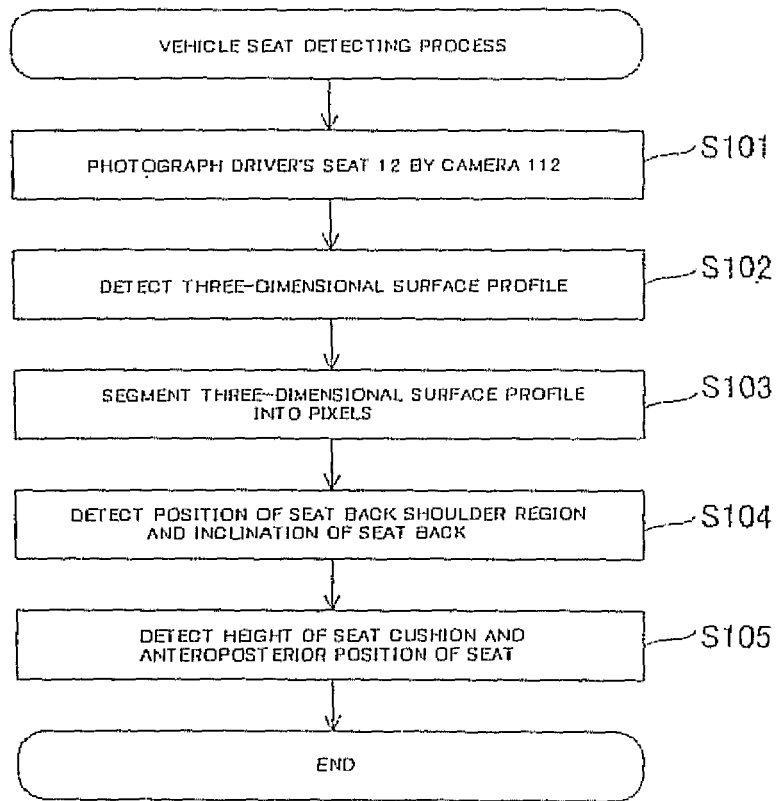 VEHICLE SEAT DETECTING PROCESS
PHOTOGRAPH DRIVER'S SEAT 12 BY CAMERA 112
S101
DETECT THREE-DIMENSIONAL SURFACE PROFILE
S102
SEGMENT THREE-DIMENSIONAL SURFACE PROFILE
INTO PIXELS
S103
DETECT POSITION OF SEAT BACK SHOULDER REGION
AND INCLINATION OF SEAT BACK
S104
DETECT HEIGHT OF SEAT CUSHION AND
ANTEROPOSTERIOR POSITION OF SEAT
S105
END